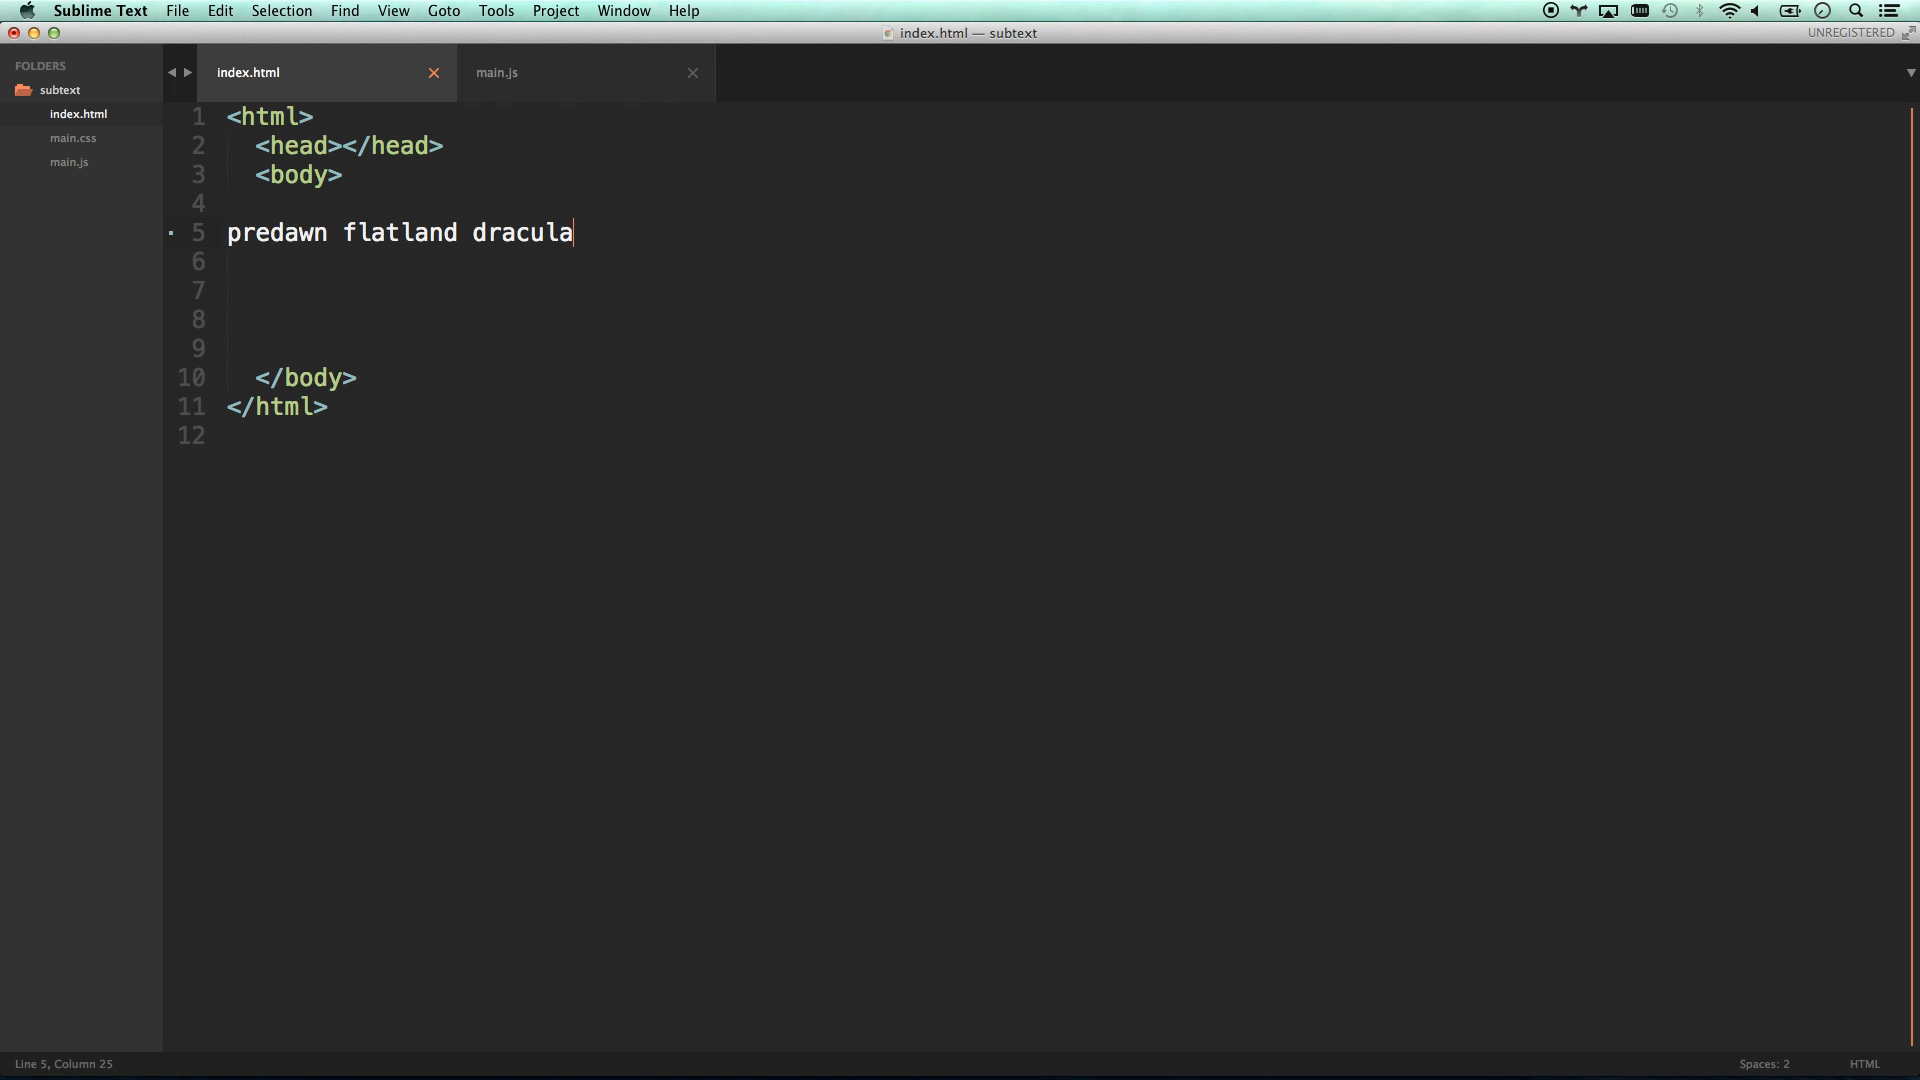 Sublime Text File Edit Selection Find View Goto Tools Project Window Help
index.html — subtext
UNREGISTERED
FOLDERS
subtext
index.html
main.css
main.js
index.html
main.js
1 <html>
2 <head></head>
3 <body>
4
5 predawn flatland dracula
6
7
8
9
10 </body>
11 </html>
12
Line 5, Column 25
Spaces: 2
HTML